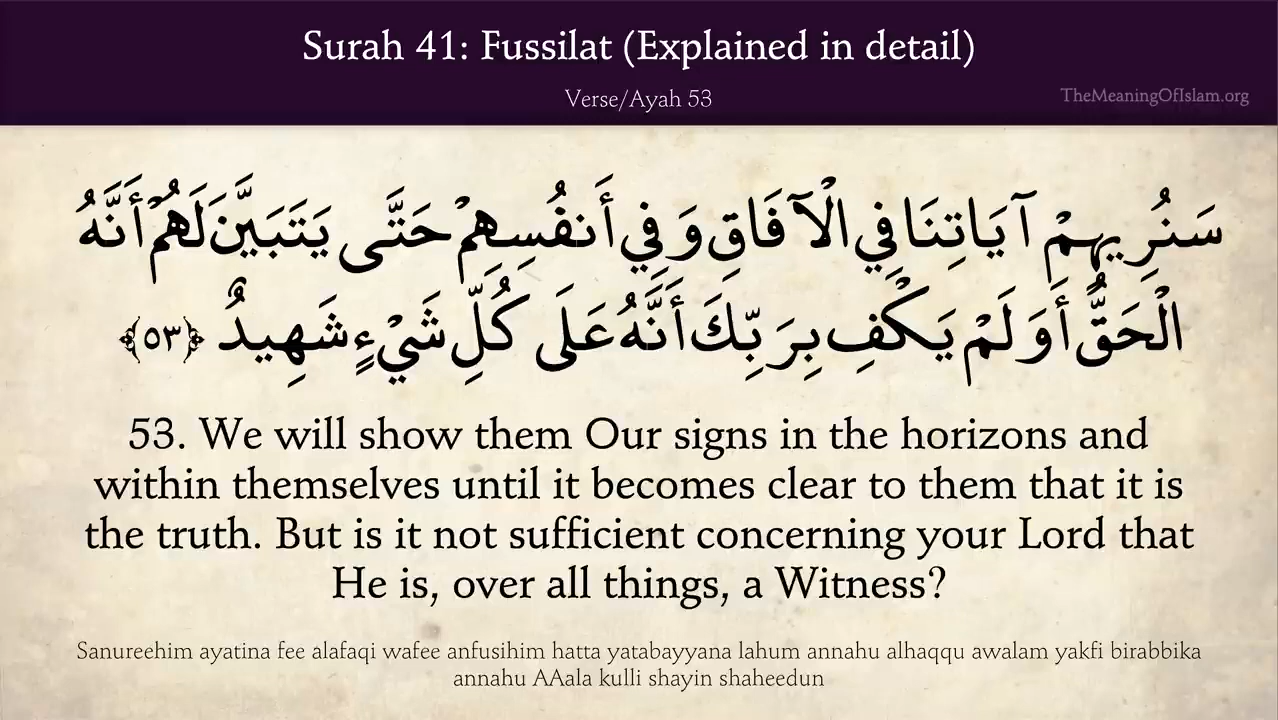 Surah 41: Fussilat (Explained in detail)
Verse/Ayah 53
TheMeaningOfIslam.org
سَنُرِيهِمْ آيَاتِنَا فِي الْآفَاقِ وَفِي أَنفُسِهِمْ حَتَّى يَتَبَيَّنَ لَهُمْ أَنَّهُ
الْحَقُّ أَوَلَمْ يَكْفِ بِرَبِّكَ أَنَّهُ عَلَى كُلِّ شَيْءٍ شَهِيدٌ ﴿٥٣﴾
53. We will show them Our signs in the horizons and
within themselves until it becomes clear to them that it is
the truth. But is it not sufficient concerning your Lord that
He is, over all things, a Witness?
Sanureehim ayatina fee alafaqi wafee anfusihim hatta yatabayyana lahum annahu alhaqqu awalam yakfi birabbika
annahu AAala kulli shayin shaheedun